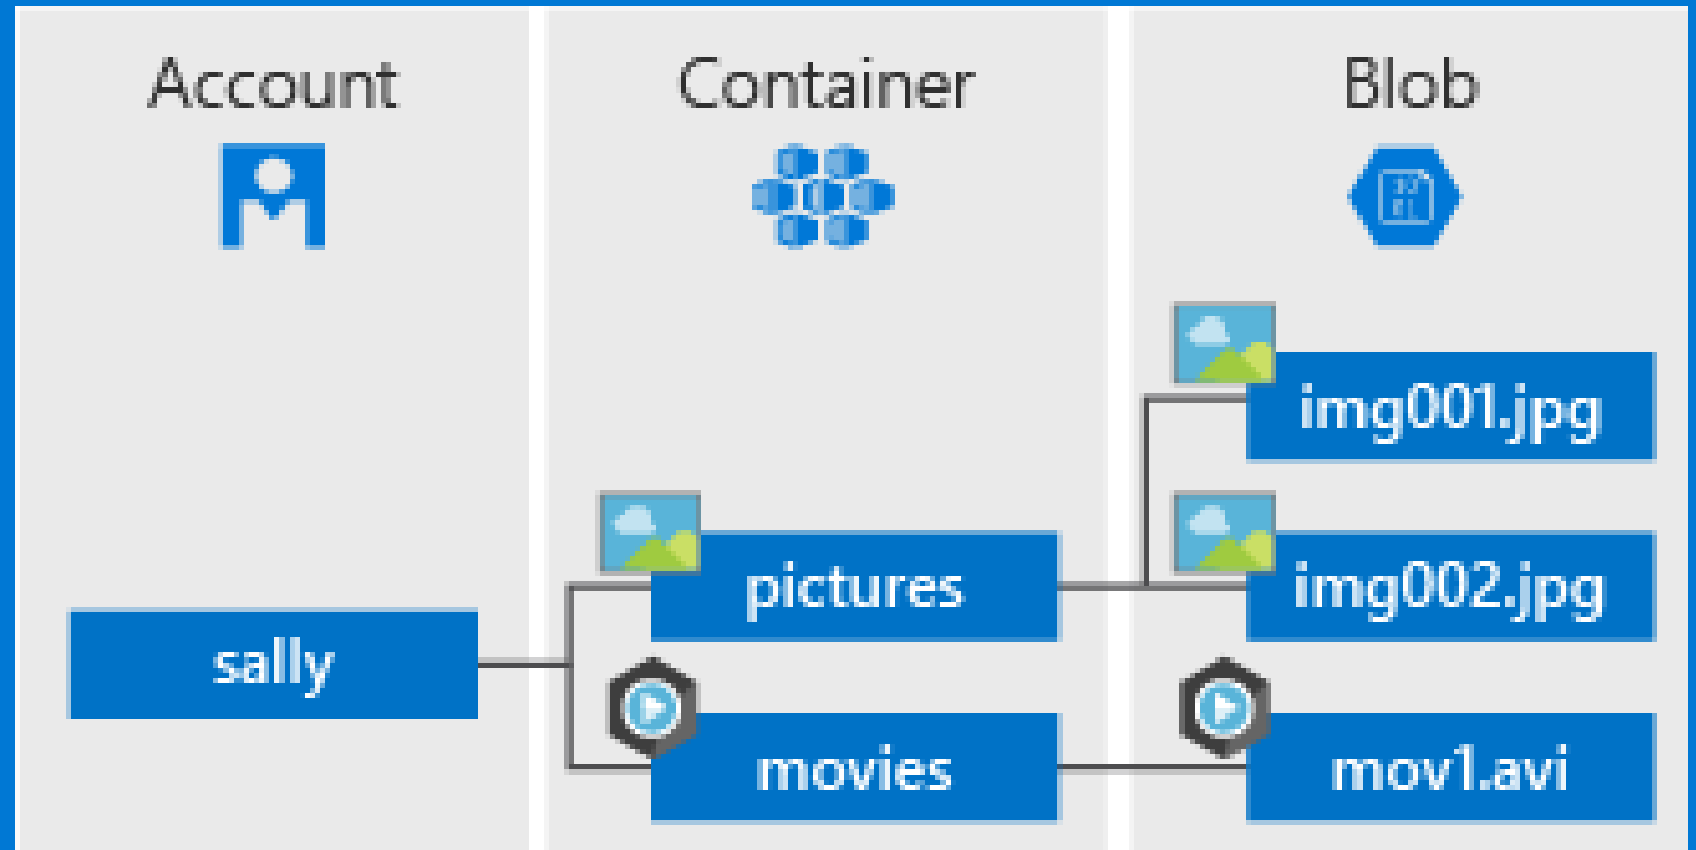 Account
Container
Blob
img001.jpg
pictures
img002.jpg
sally
movies
mov1.avi